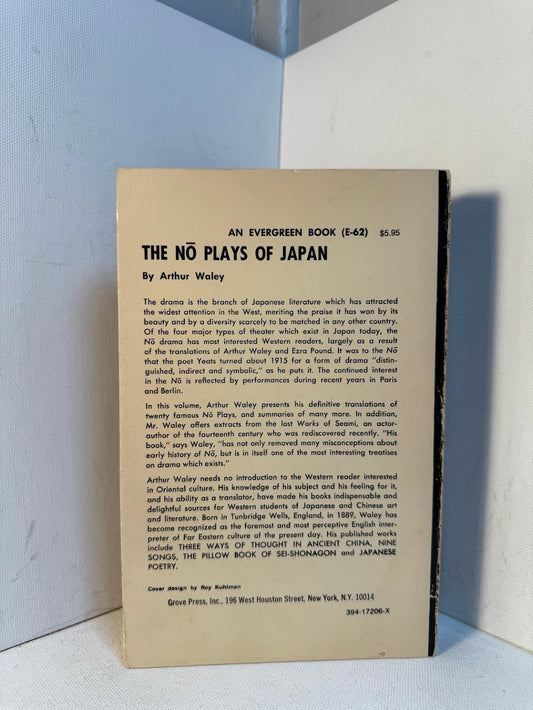 AN EVERGREEN BOOK (E-62) $5.95
THE NŌ PLAYS OF JAPAN
By Arthur Waley
The drama is the branch of Japanese literature which has attracted
the widest attention in the West, meriting the praise it has won by its
beauty and by a diversity scarcely to be matched in any other country.
Of the four major types of theater which exist in Japan today, the
Nō drama has most interested Western readers, largely as a result
of the translations of Arthur Waley and Ezra Pound. It was to the Nō
that the poet Yeats turned about 1915 for a form of drama "distin-
guished, indirect and symbolic," as he puts it. The continued interest
in the Nō is reflected by performances during recent years in Paris
and Berlin.
In this volume, Arthur Waley presents his definitive translations of
twenty famous Nō Plays, and summaries of many more. In addition,
Mr. Waley offers extracts from the lost Works of Seami, an actor-
author of the fourteenth century who was rediscovered recently. "His
book," says Waley, "has not only removed many misconceptions about
early history of Nō, but is in itself one of the most interesting treatises
on drama which exists."
Arthur Waley needs no introduction to the Western reader interested
in Oriental culture. His knowledge of his subject and his feeling for it,
and his ability as a translator, have made his books indispensable and
delightful sources for Western students of Japanese and Chinese art
and literature. Born in Tunbridge Wells, England, in 1889, Waley has
become recognized as the foremost and most perceptive English inter-
preter of Far Eastern culture of the present day. His published works
include THREE WAYS OF THOUGHT IN ANCIENT CHINA, NINE
SONGS, THE PILLOW BOOK OF SEI-SHONAGON and JAPANESE
POETRY.
Cover design by Roy Kuhlman
Grove Press, Inc., 196 West Houston Street, New York, N.Y. 10014
394-17206-X